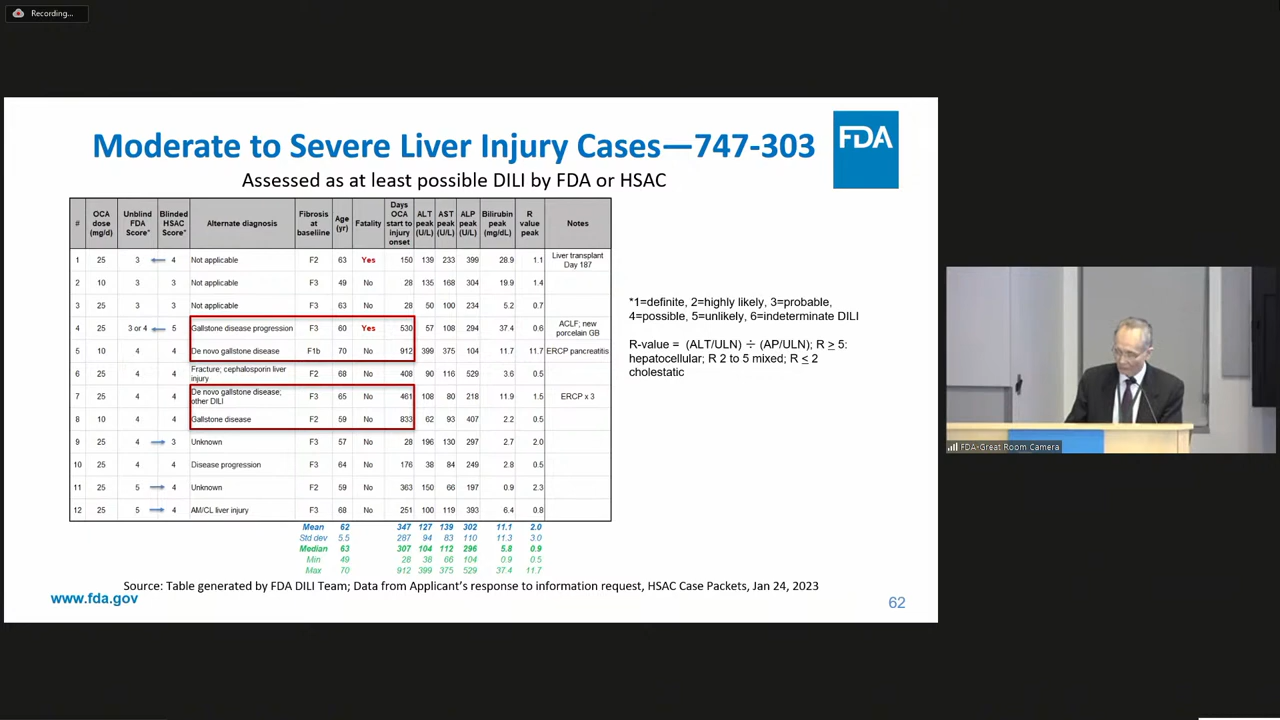 Recording...
Moderate to Severe Liver Injury Cases—747-303
FDA
Assessed as at least possible DILI by FDA or HSAC
# OCA dose (mg/d) Unblind FDA Score* Blinded HSAC Score* Alternate diagnosis Fibrosis at baseliine Age (yr) Fatality Days OCA start to injury onset ALT peak (U/L) AST peak (U/L) ALP peak (U/L) Bilirubin peak (mg/dL) R value peak Notes
1 25 3 4 Not applicable F2 63 Yes 150 139 233 399 28.9 1.1 Liver transplant Day 187
2 10 3 3 Not applicable F3 49 No 28 135 168 304 19.9 1.4
3 25 3 3 Not applicable F3 63 No 28 50 100 234 5.2 0.7
4 25 3 or 4 5 Gallstone disease progression F3 60 Yes 530 57 108 294 37.4 0.6 ACLF; new porcelain GB
5 10 4 4 De novo gallstone disease F1b 70 No 912 399 375 104 11.7 11.7 ERCP pancreatitis
6 25 4 4 Fracture; cephalosporin liver injury F2 68 No 408 90 116 529 3.6 0.5
7 25 4 4 De novo gallstone disease; other DILI F3 65 No 461 108 80 218 11.9 1.5 ERCP x 3
8 10 4 4 Gallstone disease F2 59 No 833 62 93 407 2.2 0.5
9 25 4 3 Unknown F3 57 No 28 196 130 297 2.7 2.0
10 25 4 4 Disease progression F3 64 No 176 38 84 249 2.8 0.5
11 25 5 4 Unknown F2 59 No 363 150 66 197 0.9 2.3
12 25 5 4 AM/CL liver injury F3 68 No 251 100 119 393 6.4 0.8
Mean 62 347 127 139 302 11.1 2.0
Std dev 5.5 287 94 83 110 11.3 3.0
Median 63 307 104 112 296 5.8 0.9
Min 49 28 38 66 104 0.9 0.5
Max 70 912 399 375 529 37.4 11.7
*1=definite, 2=highly likely, 3=probable,
4=possible, 5=unlikely, 6=indeterminate DILI
R-value = (ALT/ULN) ÷ (AP/ULN); R ≥ 5:
hepatocellular; R 2 to 5 mixed; R ≤ 2
cholestatic
Source: Table generated by FDA DILI Team; Data from Applicant's response to information request, HSAC Case Packets, Jan 24, 2023
www.fda.gov
62
FDA-Great Room Camera